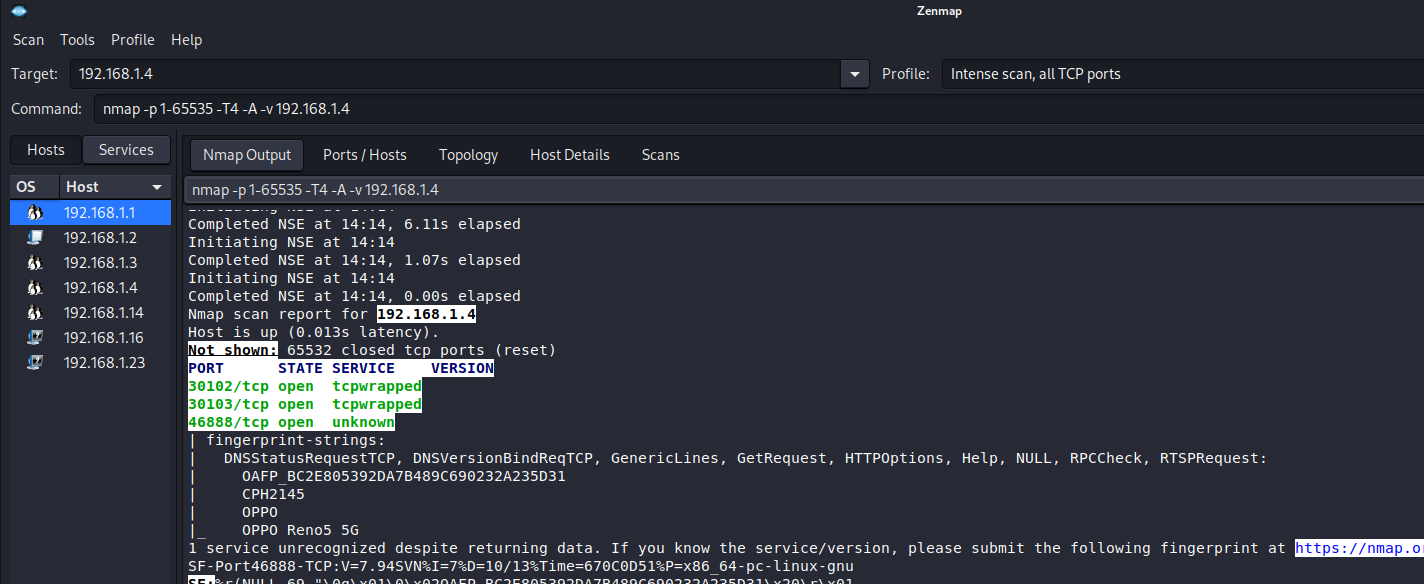 Zenmap
Scan Tools Profile Help
Target: 192.168.1.4 Profile: Intense scan, all TCP ports
Command: nmap -p 1-65535 -T4 -A -v 192.168.1.4
Hosts Services
OS Host
192.168.1.1
192.168.1.2
192.168.1.3
192.168.1.4
192.168.1.14
192.168.1.16
192.168.1.23
Nmap Output Ports / Hosts Topology Host Details Scans
nmap -p 1-65535 -T4 -A -v 192.168.1.4
Completed NSE at 14:14, 6.11s elapsed
Initiating NSE at 14:14
Completed NSE at 14:14, 1.07s elapsed
Initiating NSE at 14:14
Completed NSE at 14:14, 0.00s elapsed
Nmap scan report for 192.168.1.4
Host is up (0.013s latency).
Not shown: 65532 closed tcp ports (reset)
PORT STATE SERVICE VERSION
30102/tcp open tcpwrapped
30103/tcp open tcpwrapped
46888/tcp open unknown
| fingerprint-strings:
| DNSStatusRequestTCP, DNSVersionBindReqTCP, GenericLines, GetRequest, HTTPOptions, Help, NULL, RPCCheck, RTSPRequest:
| OAFP_BC2E805392DA7B489C690232A235D31
| CPH2145
| OPPO
|_ OPPO Reno5 5G
1 service unrecognized despite returning data. If you know the service/version, please submit the following fingerprint at https://nmap.o
SF-Port46888-TCP:V=7.94SVN%I=7%D=10/13%Time=670C0D51%P=x86_64-pc-linux-gnu